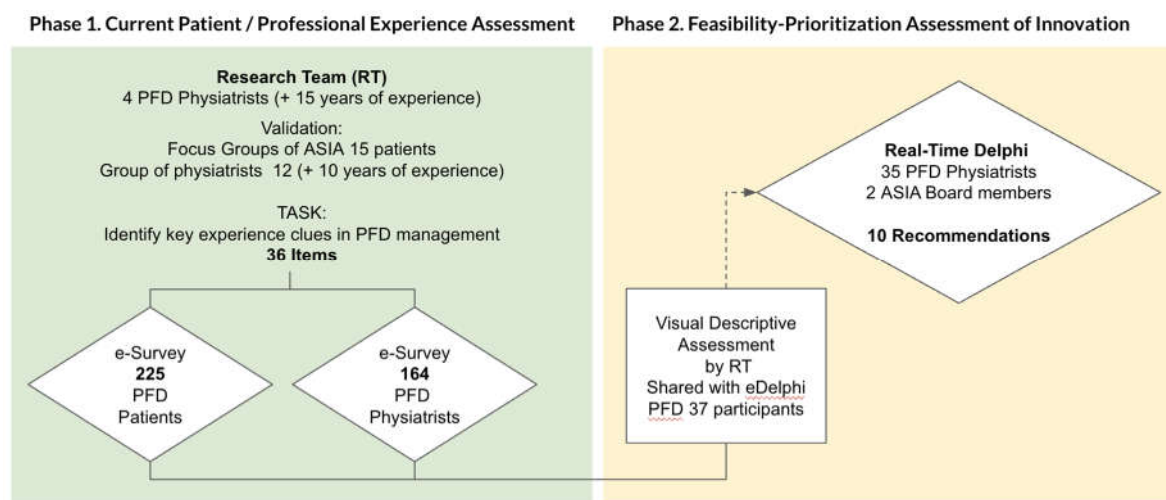 Phase 1. Current Patient / Professional Experience Assessment
Research Team (RT)
4 PFD Physiatrists (+ 15 years of experience)
Validation:
Focus Groups of ASIA 15 patients
Group of physiatrists 12 (+ 10 years of experience)
TASK:
Identify key experience clues in PFD management
36 Items
e-Survey
225
PFD
Patients
e-Survey
164
PFD
Physiatrists
Phase 2. Feasibility-Prioritization Assessment of Innovation
Visual Descriptive
Assessment
by RT
Shared with eDelphi
PFD 37 participants
Real-Time Delphi
35 PFD Physiatrists
2 ASIA Board members
10 Recommendations